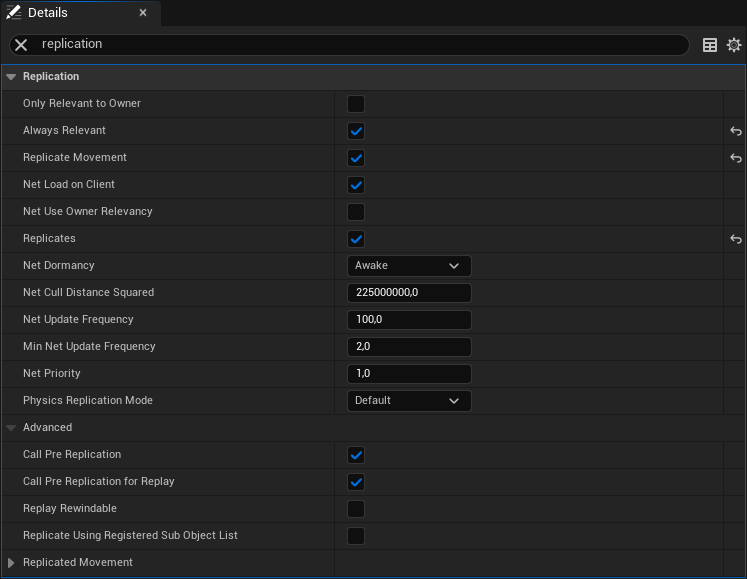 Details
replication
Replication
Only Relevant to Owner
Always Relevant
Replicate Movement
Net Load on Client
Net Use Owner Relevancy
Replicates
Net Dormancy Awake
Net Cull Distance Squared 225000000,0
Net Update Frequency 100,0
Min Net Update Frequency 2,0
Net Priority 1,0
Physics Replication Mode Default
Advanced
Call Pre Replication
Call Pre Replication for Replay
Replay Rewindable
Replicate Using Registered Sub Object List
Replicated Movement